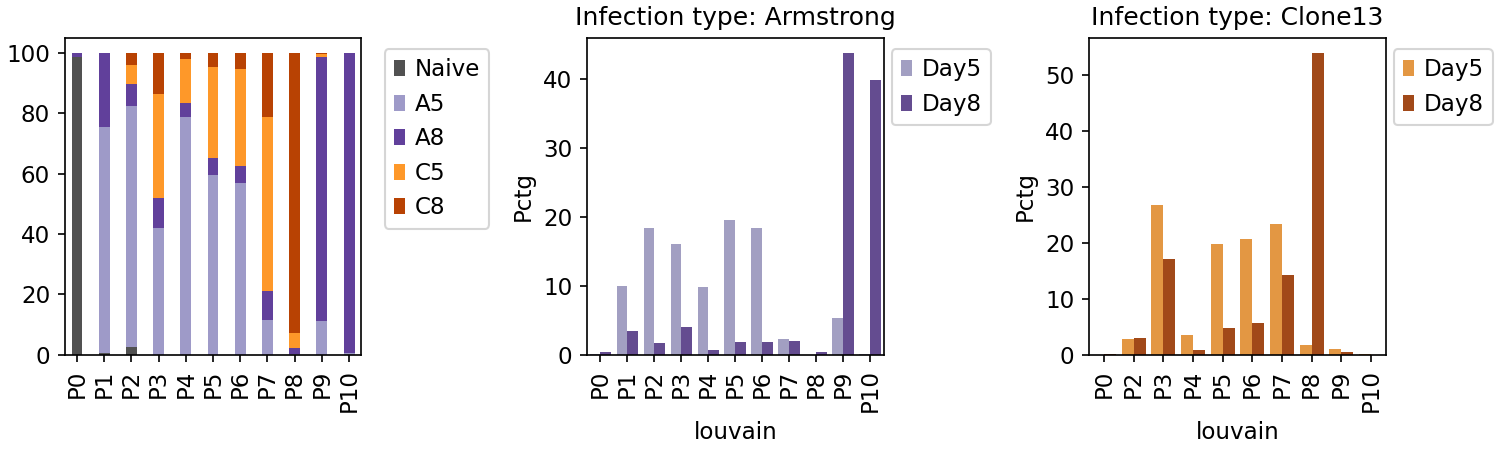 100
80
60
40
20
0
P0 P1 P2 P3 P4 P5 P6 P7 P8 P9 P10
Naive
A5
A8
C5
C8
Infection type: Armstrong
Pctg
40
30
20
10
0
P0 P1 P2 P3 P4 P5 P6 P7 P8 P9 P10
louvain
Day5
Day8
Infection type: Clone13
Pctg
50
40
30
20
10
0
P0 P2 P3 P4 P5 P6 P7 P8 P9 P10
louvain
Day5
Day8